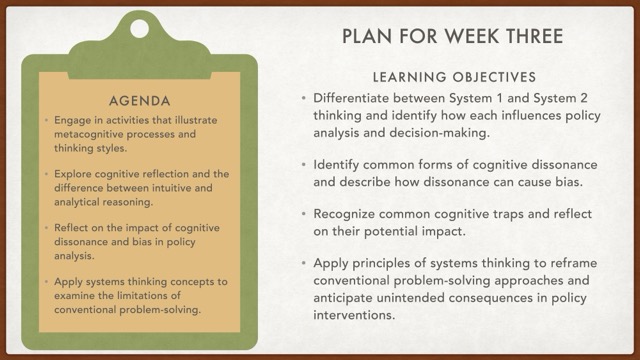 PLAN FOR WEEK THREE
AGENDA
• Engage in activities that illustrate
metacognitive processes and
thinking styles.
• Explore cognitive reflection and the
difference between intuitive and
analytical reasoning.
• Reflect on the impact of cognitive
dissonance and bias in policy
analysis.
• Apply systems thinking concepts to
examine the limitations of
conventional problem-solving.
LEARNING OBJECTIVES
• Differentiate between System 1 and System 2
thinking and identify how each influences policy
analysis and decision-making.
• Identify common forms of cognitive dissonance
and describe how dissonance can cause bias.
• Recognize common cognitive traps and reflect
on their potential impact.
• Apply principles of systems thinking to reframe
conventional problem-solving approaches and
anticipate unintended consequences in policy
interventions.